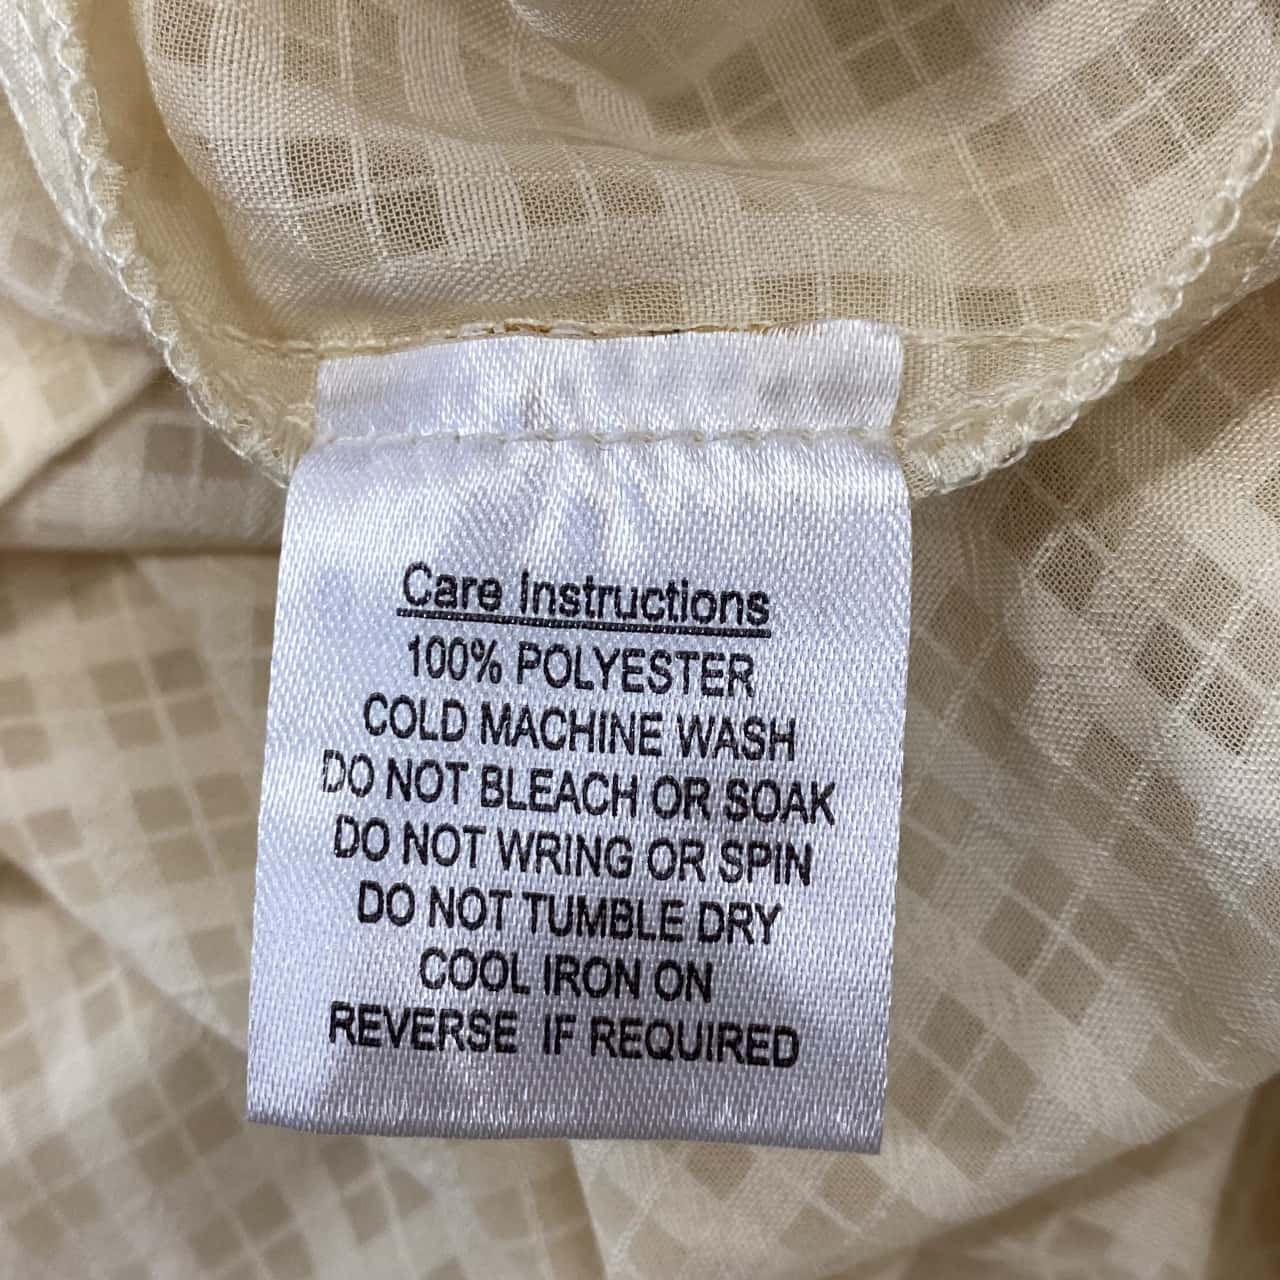 Care Instructions
100% POLYESTER
COLD MACHINE WASH
DO NOT BLEACH OR SOAK
DO NOT WRING OR SPIN
DO NOT TUMBLE DRY
COOL IRON ON
REVERSE IF REQUIRED